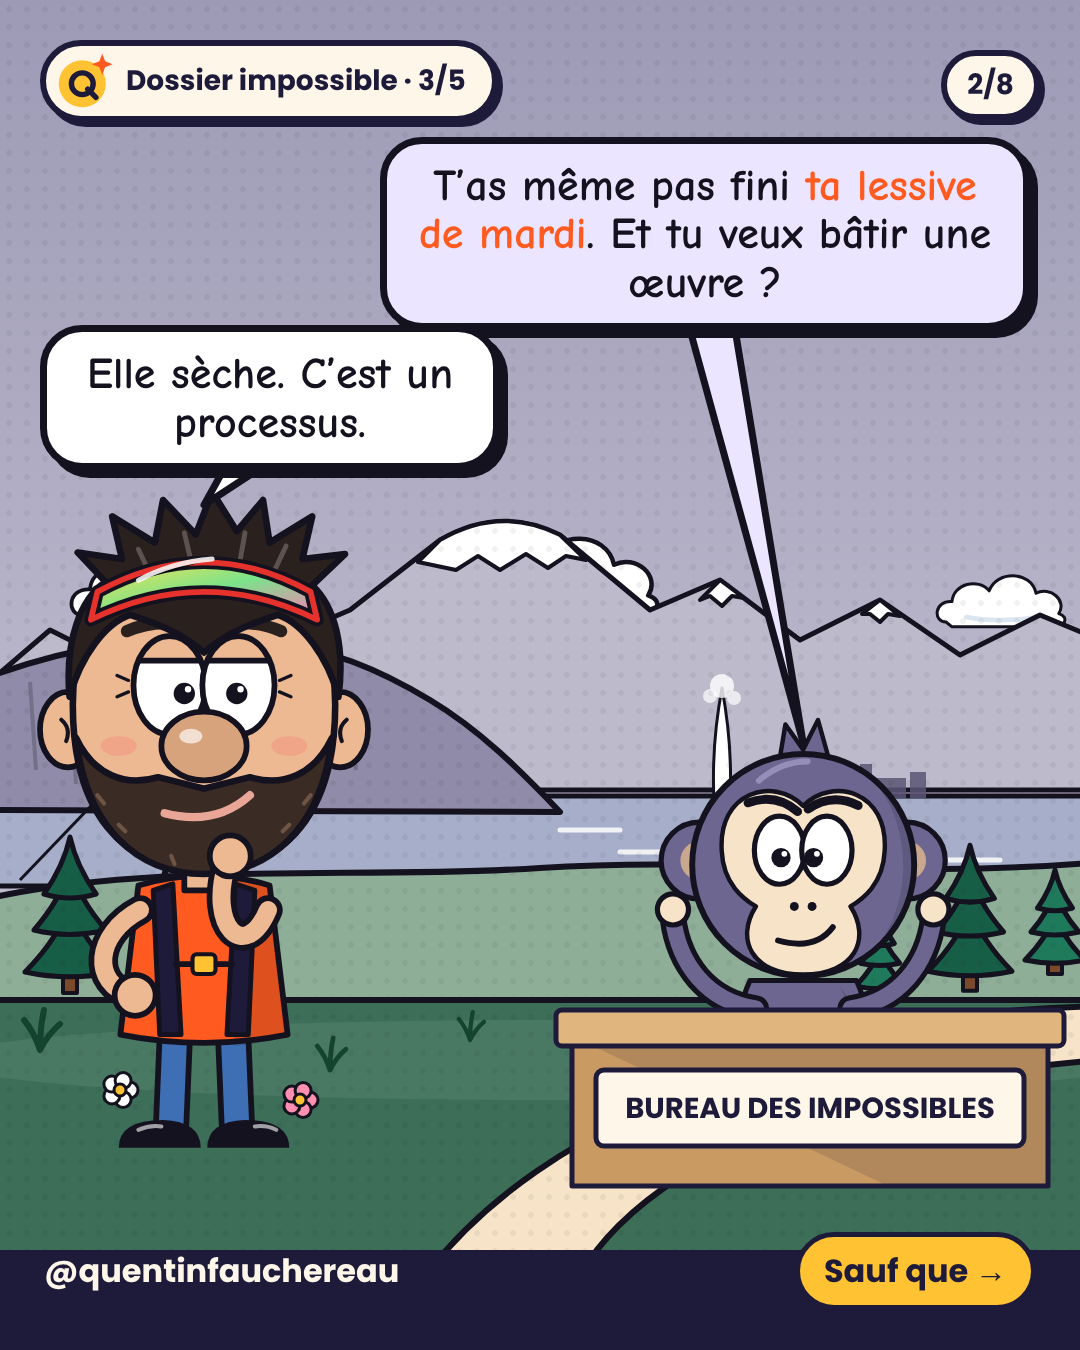 Q
Dossier impossible · 3/5
2/8
T’as même pas fini ta lessive
de mardi. Et tu veux bâtir une
œuvre ?
Elle sèche. C’est un
processus.
BUREAU DES IMPOSSIBLES
@quentinfauchereau
Sauf que →